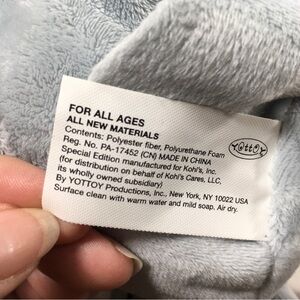 FOR ALL AGES
ALL NEW MATERIALS
Contents: Polyester fiber, Polyurethane Foam
Reg. No. PA-17452 (CN) MADE IN CHINA
Special Edition manufactured for Kohl's, Inc.
(for distribution on behalf of Kohl's Cares, LLC,
its wholly owned subsidiary)
By YOTTOY Productions, Inc., New York, NY 10022 USA
Surface clean with warm water and mild soap. Air dry.
YOTTOY